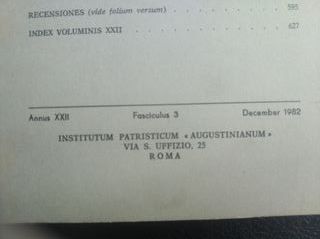 RECENSIONES (vide folium versum) . . . . . . . . 595
INDEX VOLUMINIS XXII . . . . . . . . . 627
Annus XXII Fasciculus 3 December 1982
INSTITUTUM PATRISTICUM « AUGUSTINIANUM »
VIA S. UFFIZIO, 25
ROMA